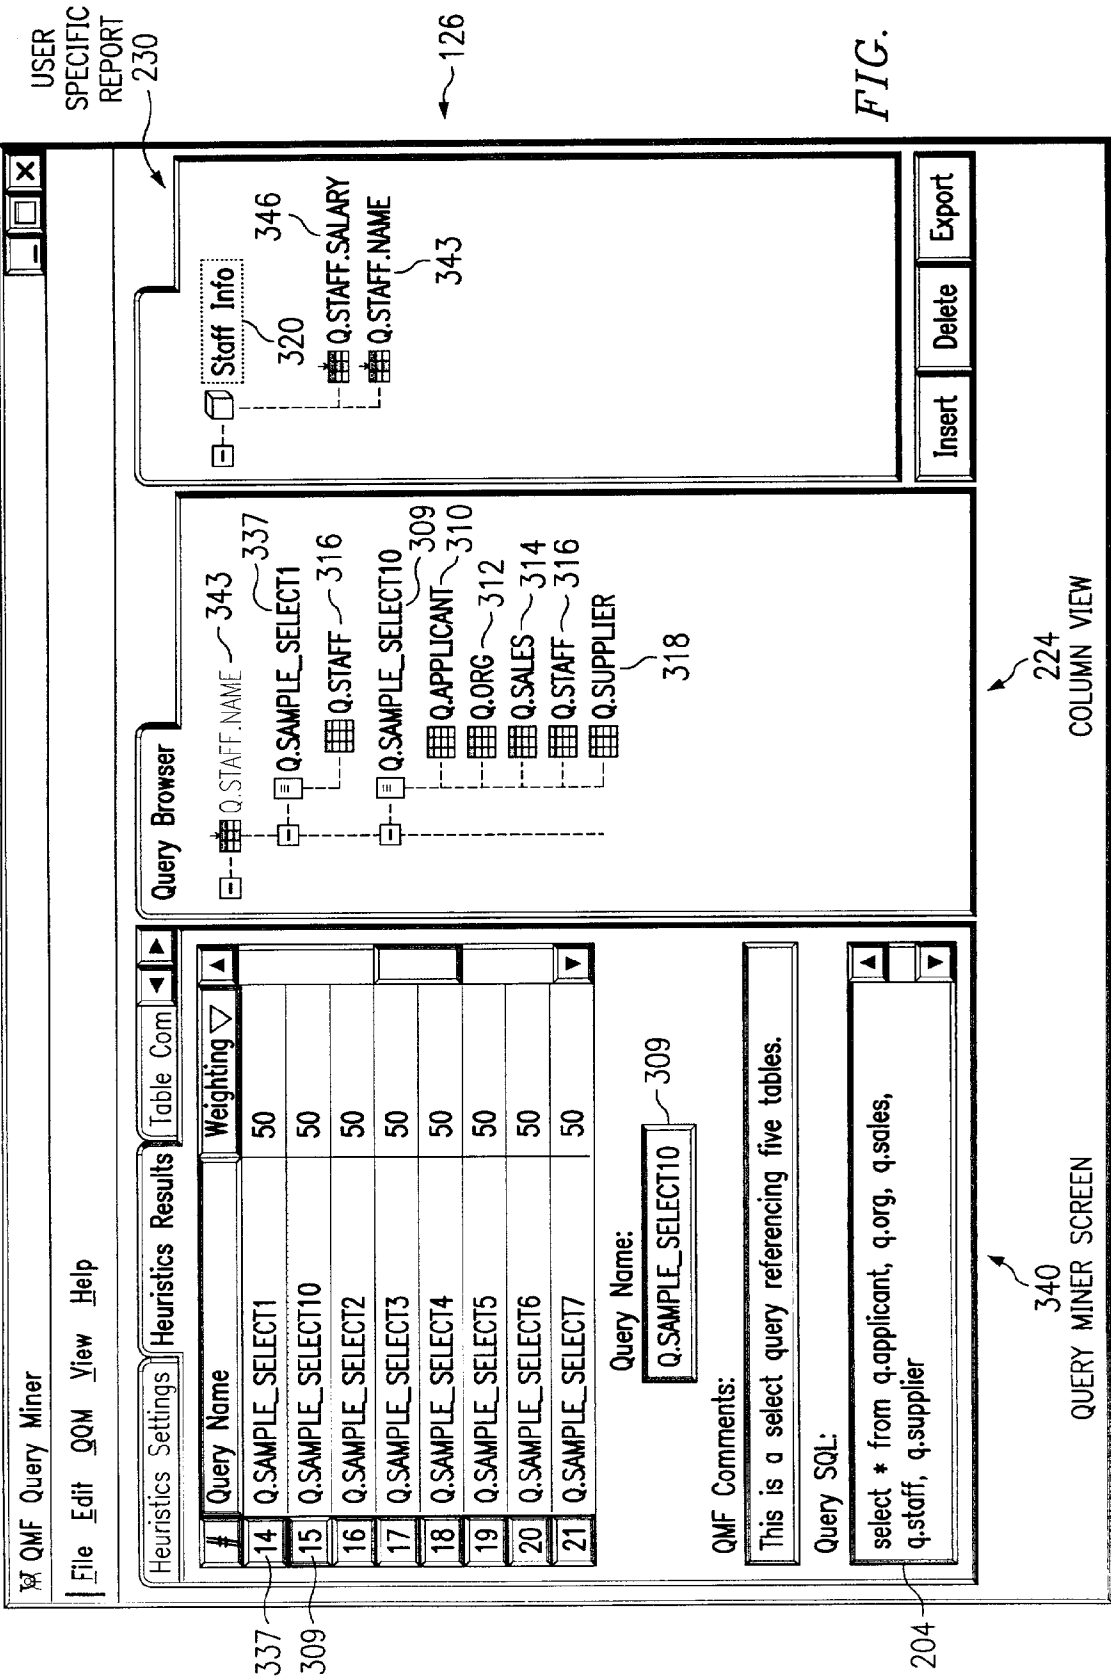 QMF Query Miner
File Edit QQM View Help
Heuristics Settings
Heuristics Results
Table Com
# Query Name Weighting
14 Q.SAMPLE_SELECT1 50
15 Q.SAMPLE_SELECT10 50
16 Q.SAMPLE_SELECT2 50
17 Q.SAMPLE_SELECT3 50
18 Q.SAMPLE_SELECT4 50
19 Q.SAMPLE_SELECT5 50
20 Q.SAMPLE_SELECT6 50
21 Q.SAMPLE_SELECT7 50
337
309
Query Name:
Q.SAMPLE_SELECT10
309
QMF Comments:
This is a select query referencing five tables.
Query SQL:
select * from q.applicant, q.org, q.sales,
q.staff, q.supplier
204
340
QUERY MINER SCREEN
Query Browser
Q.STAFF.NAME
343
Q.SAMPLE_SELECT1
337
Q.STAFF
316
Q.SAMPLE_SELECT10
309
Q.APPLICANT
310
Q.ORG
312
Q.SALES
314
Q.STAFF
316
Q.SUPPLIER
318
224
COLUMN VIEW
USER
SPECIFIC
REPORT
230
Staff Info
320
Q.STAFF.SALARY
346
Q.STAFF.NAME
343
Insert
Delete
Export
126
FIG.